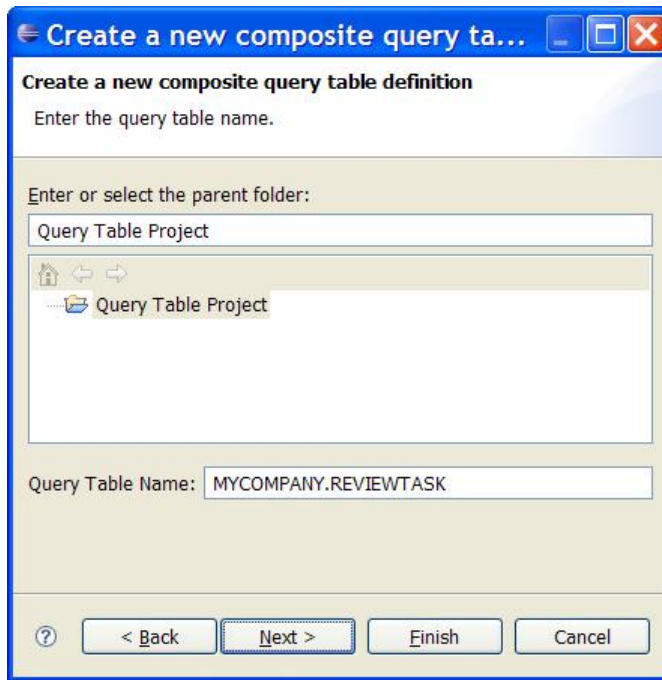 Create a new composite query ta...
Create a new composite query table definition
Enter the query table name.
Enter or select the parent folder:
Query Table Project
Query Table Project
Query Table Name: MYCOMPANY.REVIEWTASK
? < Back Next > Finish Cancel